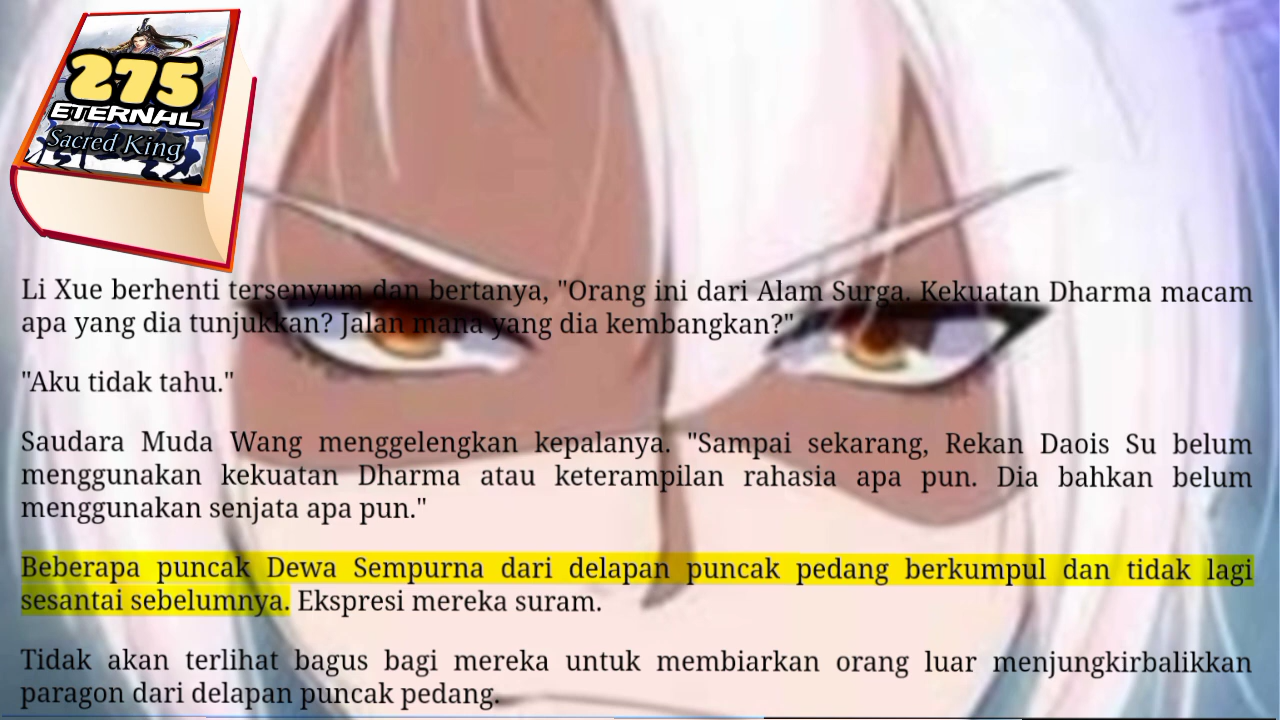 275
ETERNAL
Sacred King
Li Xue berhenti tersenyum dan bertanya, "Orang ini dari Alam Surga. Kekuatan Dharma macam
apa yang dia tunjukkan? Jalan mana yang dia kembangkan?"
"Aku tidak tahu."
Saudara Muda Wang menggelengkan kepalanya. "Sampai sekarang, Rekan Daois Su belum
menggunakan kekuatan Dharma atau keterampilan rahasia apa pun. Dia bahkan belum
menggunakan senjata apa pun."
Beberapa puncak Dewa Sempurna dari delapan puncak pedang berkumpul dan tidak lagi
sesantai sebelumnya. Ekspresi mereka suram.
Tidak akan terlihat bagus bagi mereka untuk membiarkan orang luar menjungkirbalikkan
paragon dari delapan puncak pedang.